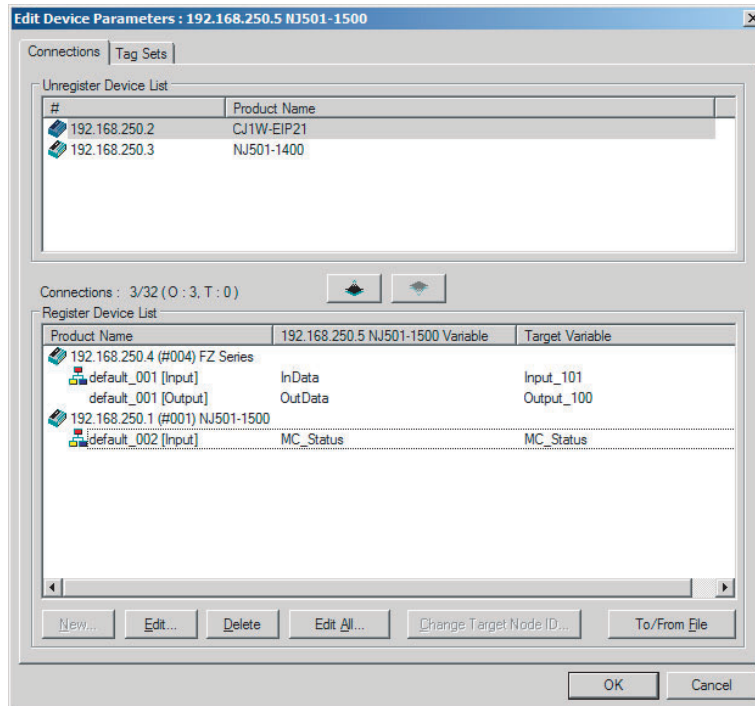 Edit Device Parameters : 192.168.250.5 NJ501-1500
Connections Tag Sets
Unregister Device List
# Product Name
192.168.250.2 CJ1W-EIP21
192.168.250.3 NJ501-1400
Connections : 3/32 ( O : 3, T : 0 )
Register Device List
Product Name 192.168.250.5 NJ501-1500 Variable Target Variable
192.168.250.4 (#004) FZ Series
default_001 [Input] InData Input_101
default_001 [Output] OutData Output_100
192.168.250.1 (#001) NJ501-1500
default_002 [Input] MC_Status MC_Status
New... Edit... Delete Edit All... Change Target Node ID... To/From File
OK Cancel